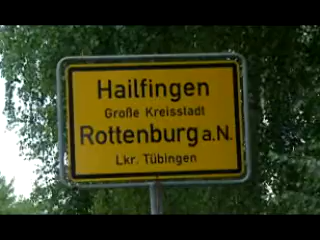 Hailfingen
Große Kreisstadt
Rottenburg a.N.
Lkr. Tübingen